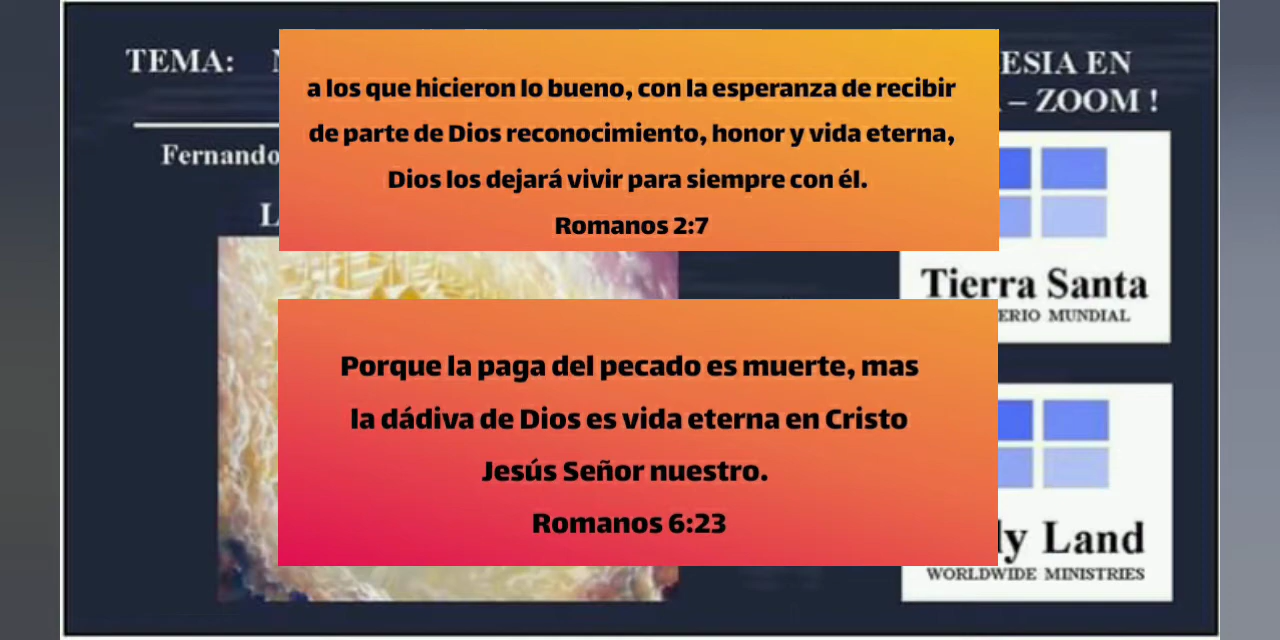 TEMA:
a los que hicieron lo bueno, con la esperanza de recibir
de parte de Dios reconocimiento, honor y vida eterna,
Dios los dejará vivir para siempre con él.
Romanos 2:7
ESIA EN
– ZOOM !
Fernando
L
Tierra Santa
ERIO MUNDIAL
Porque la paga del pecado es muerte, mas
la dádiva de Dios es vida eterna en Cristo
Jesús Señor nuestro.
Romanos 6:23
ly Land
WORLDWIDE MINISTRIES